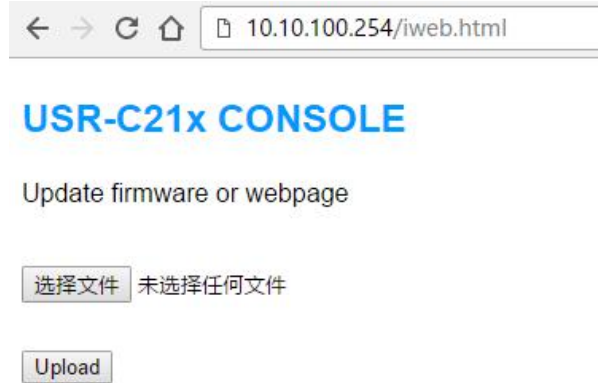 10.10.100.254/iweb.html
USR-C21x CONSOLE
Update firmware or webpage
选择文件 未选择任何文件
Upload